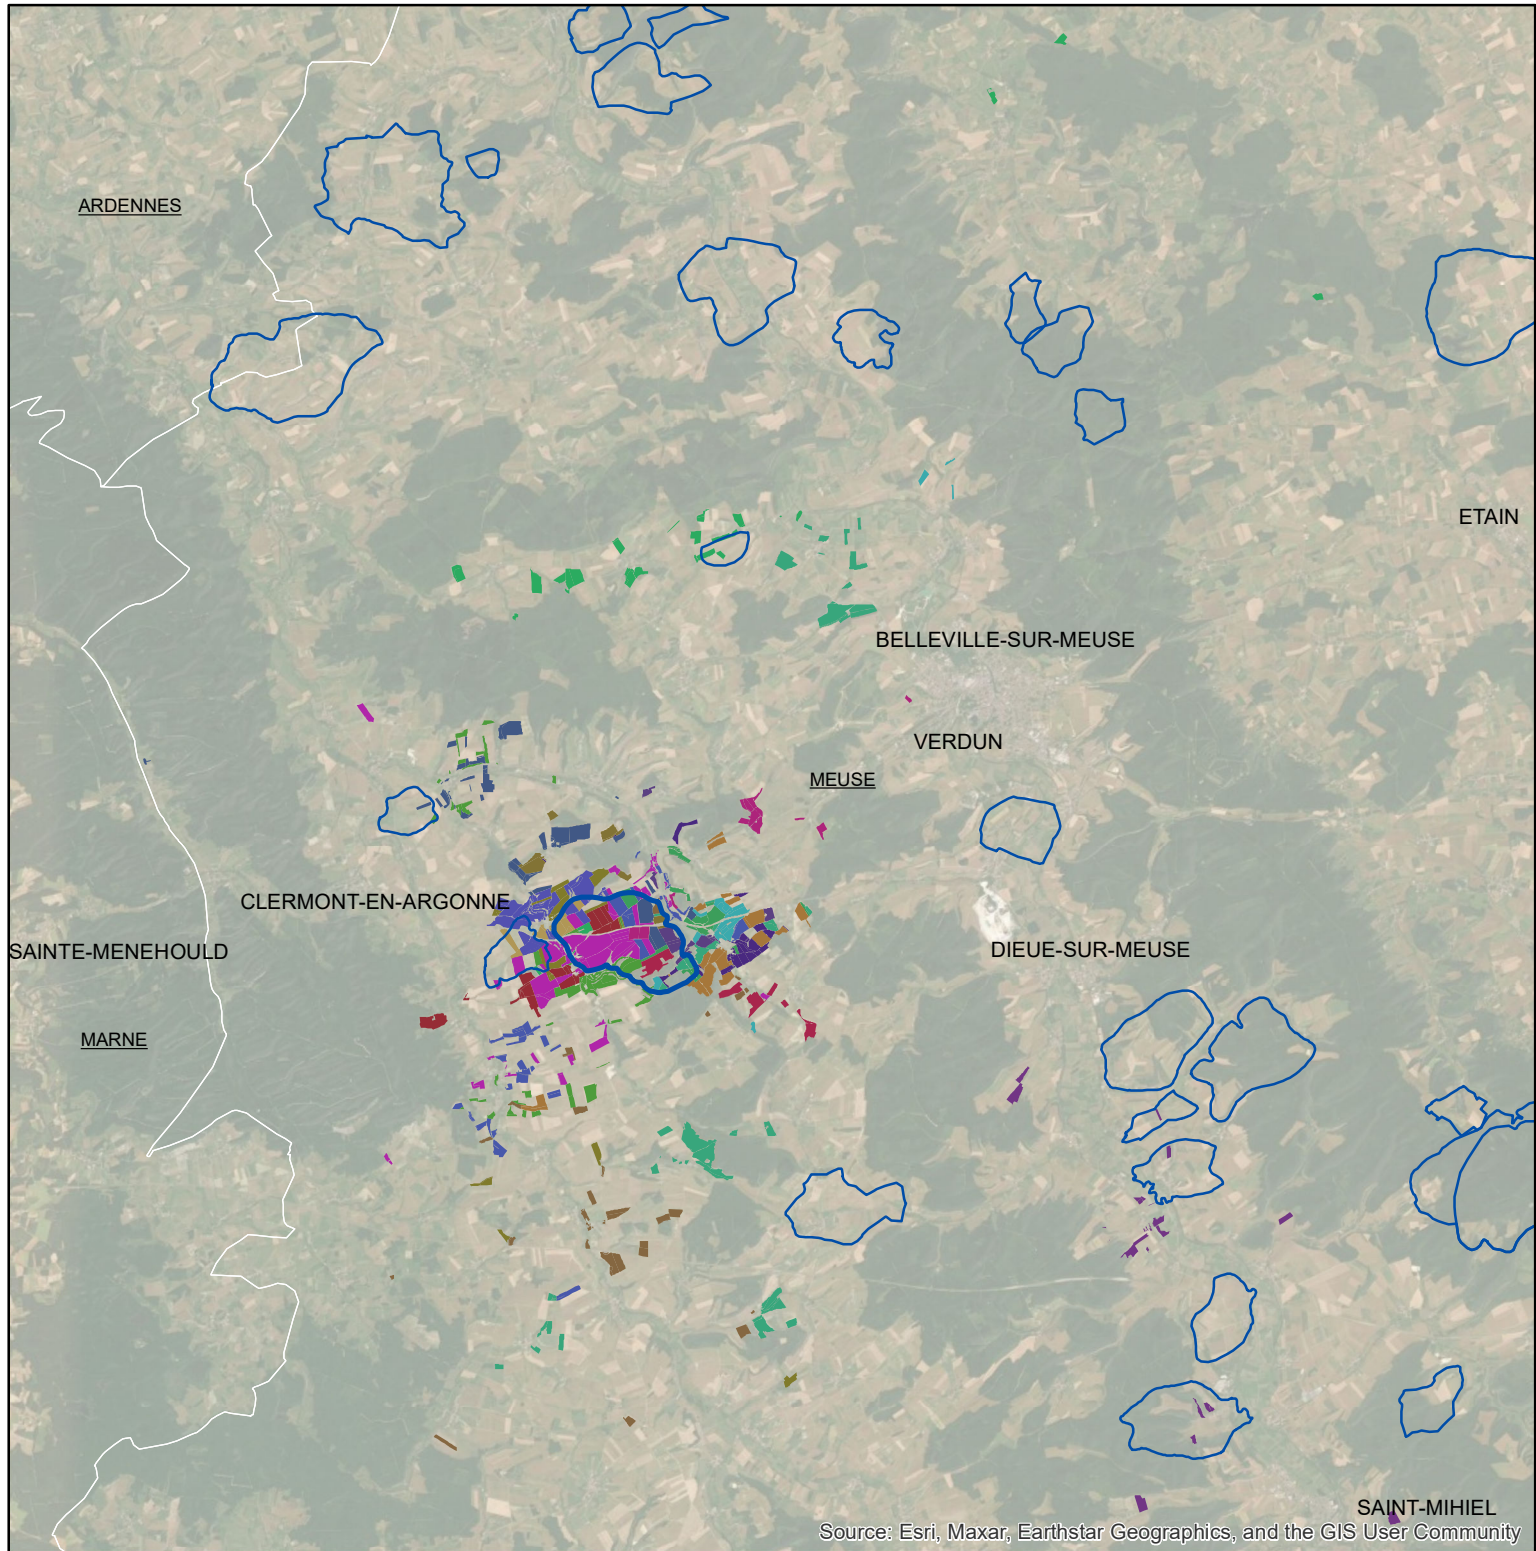 ARDENNES
ETAIN
BELLEVILLE-SUR-MEUSE
VERDUN
MEUSE
CLERMONT-EN-ARGONNE
SAINTE-MENEHOULD
DIEUE-SUR-MEUSE
MARNE
SAINT-MIHIEL
Source: Esri, Maxar, Earthstar Geographics, and the GIS User Community